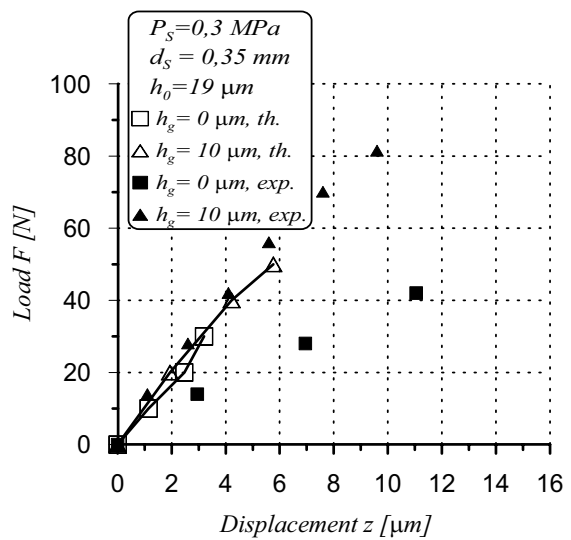 P_S=0,3 MPa
d_S = 0,35 mm
h_0=19 μm
h_g= 0 μm, th.
h_g= 10 μm, th.
h_g= 0 μm, exp.
h_g= 10 μm, exp.
100
80
60
40
20
0
Load F [N]
0 2 4 6 8 10 12 14 16
Displacement z [μm]